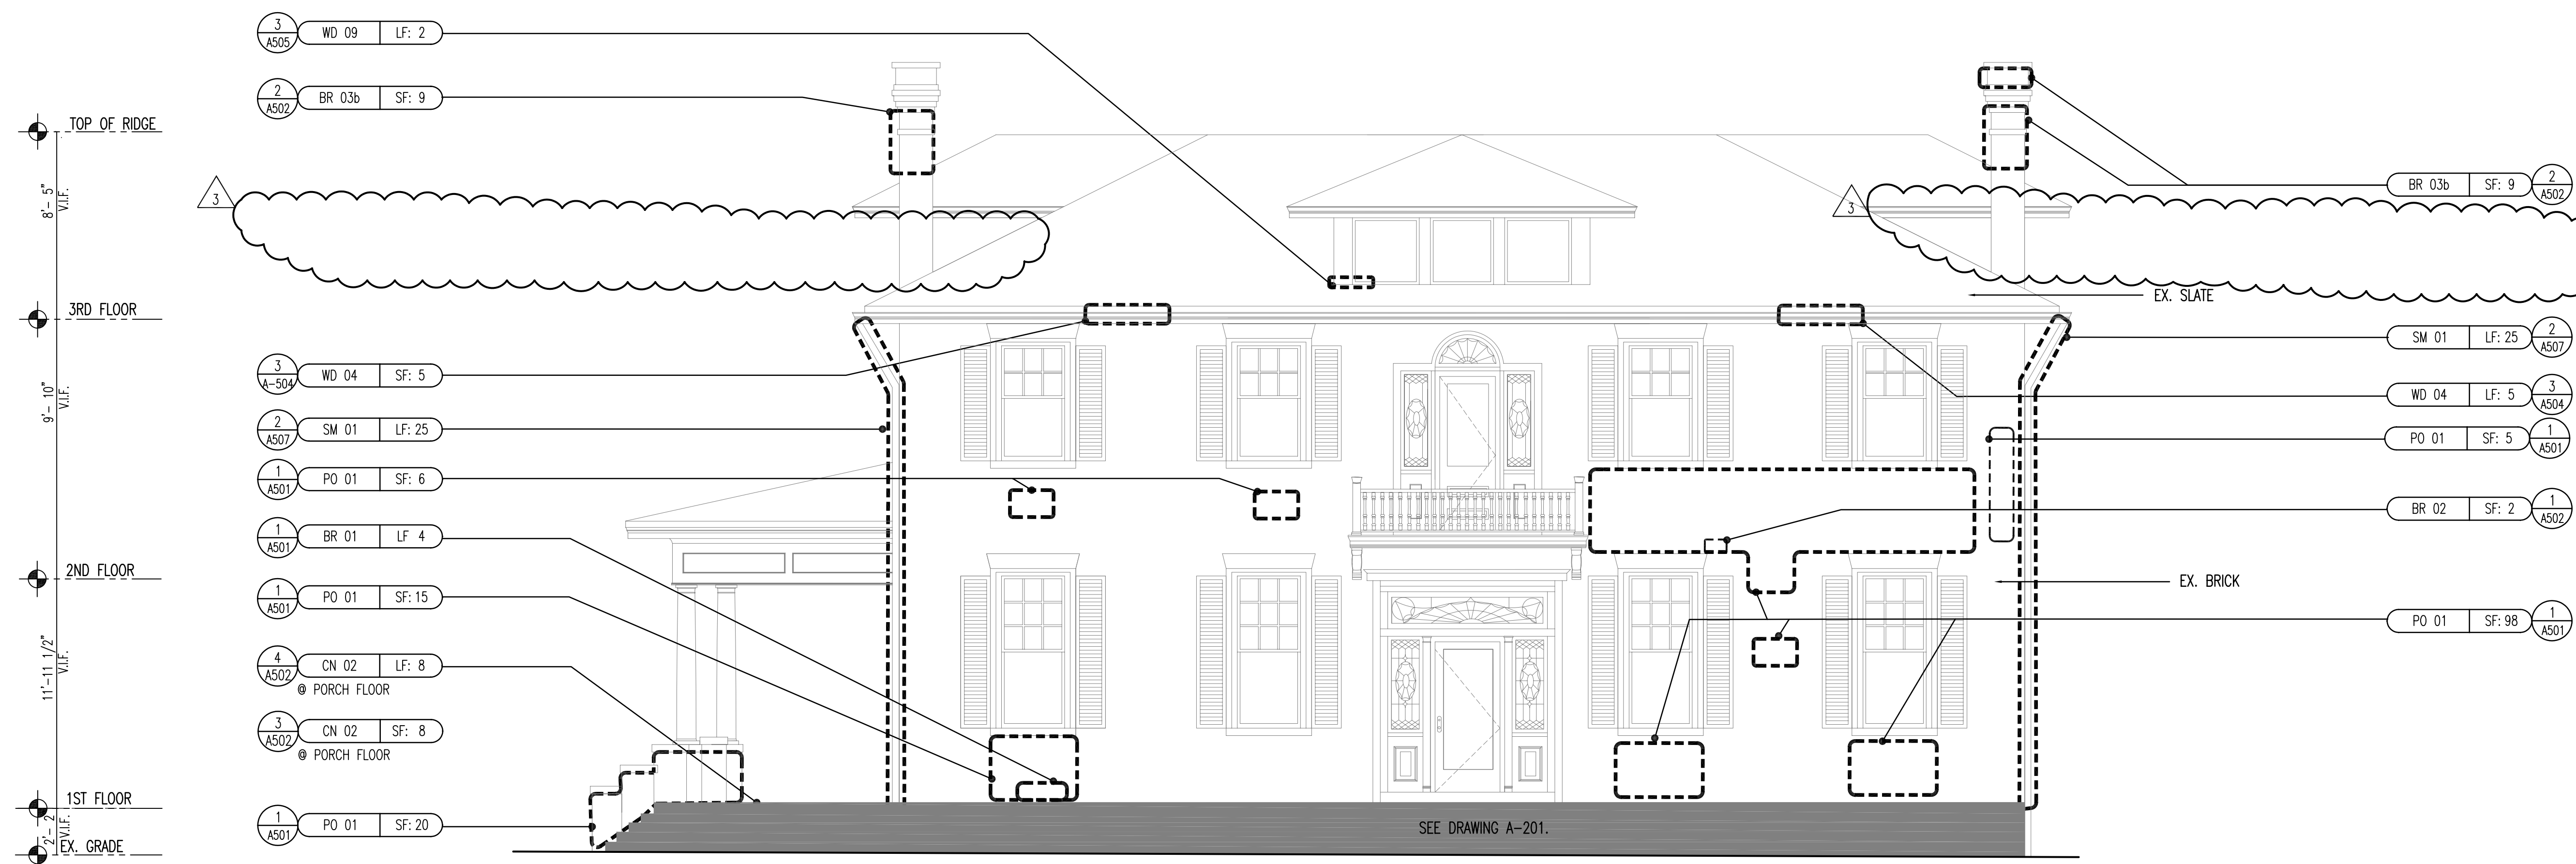 3
A505
WD 09 LF: 2
2
A502
BR 03b SF: 9
TOP OF RIDGE
8'- 5"
V.I.F.
3
3RD FLOOR
3
A-504
WD 04 SF: 5
9'- 10"
V.I.F.
2
A507
SM 01 LF: 25
1
A501
PO 01 SF: 6
1
A501
BR 01 LF 4
2ND FLOOR
1
A501
PO 01 SF: 15
11'-11 1/2"
V.I.F.
4
A502
CN 02 LF: 8
@ PORCH FLOOR
3
A502
CN 02 SF: 8
@ PORCH FLOOR
1ST FLOOR
2'- 2"
V.I.F.
1
A501
PO 01 SF: 20
EX. GRADE
SEE DRAWING A-201.
BR 03b SF: 9
2
A502
3
EX. SLATE
SM 01 LF: 25
2
A507
WD 04 LF: 5
3
A504
PO 01 SF: 5
1
A501
BR 02 SF: 2
1
A502
EX. BRICK
PO 01 SF: 98
1
A501